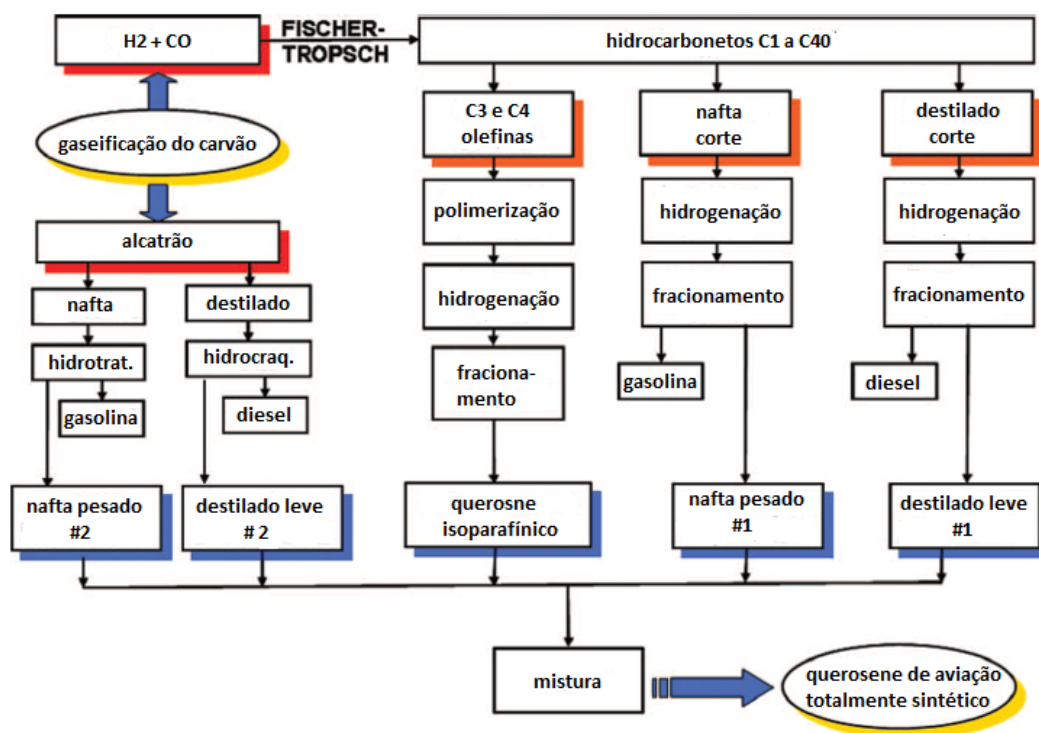 H2 + CO
FISCHER-
TROPSCH
hidrocarbonetos C1 a C40
gaseificação do carvão
C3 e C4
olefinas
nafta
corte
destilado
corte
alcatrão
polimerização
hidrogenação
hidrogenação
nafta
destilado
hidrogenação
fracionamento
fracionamento
hidrotrat.
hidrocraq.
fraciona-
mento
gasolina
diesel
gasolina
diesel
nafta pesado
#2
destilado leve
# 2
querosne
isoparafínico
nafta pesado
#1
destilado leve
#1
mistura
querosene de aviação
totalmente sintético